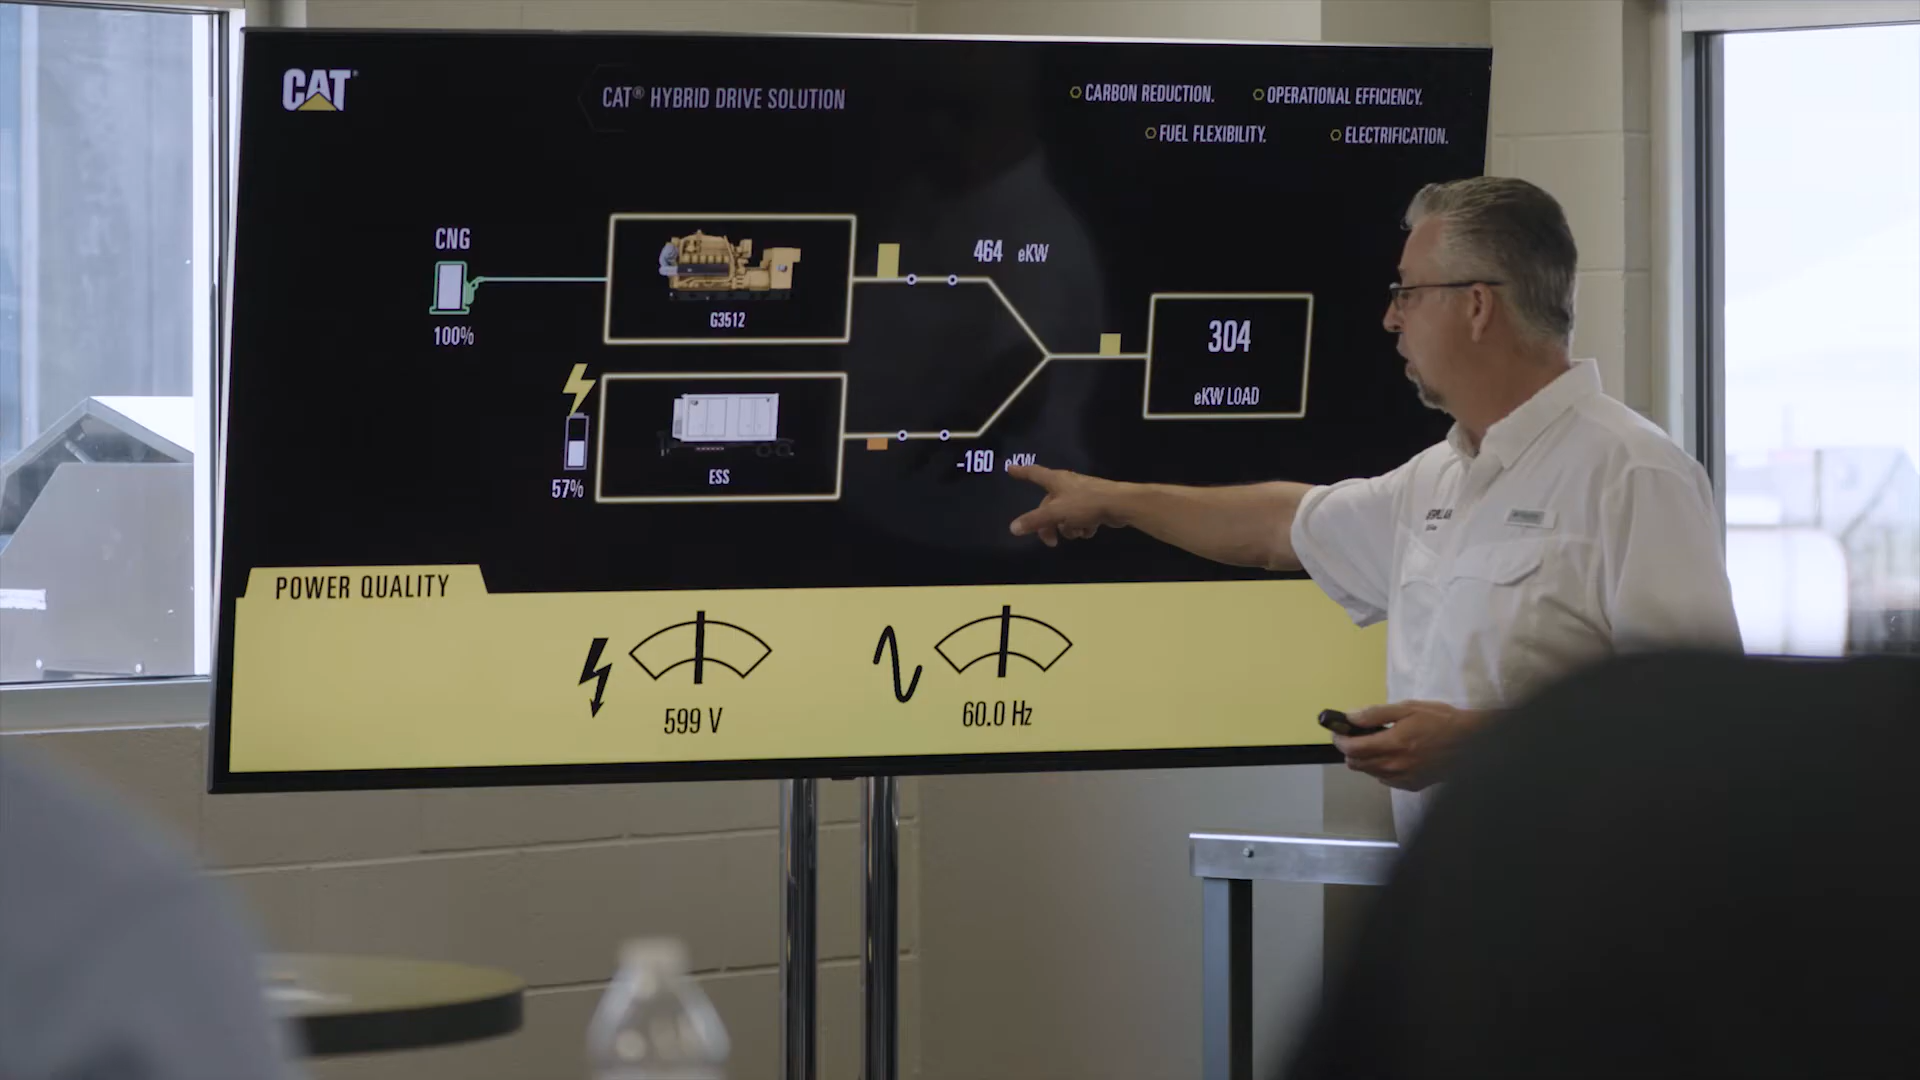 CAT
CAT® HYBRID DRIVE SOLUTION
CARBON REDUCTION.
OPERATIONAL EFFICIENCY.
FUEL FLEXIBILITY.
ELECTRIFICATION.
CNG
100%
G3512
464 eKW
304
eKW LOAD
57%
ESS
-160 eKW
POWER QUALITY
599 V
60.0 Hz